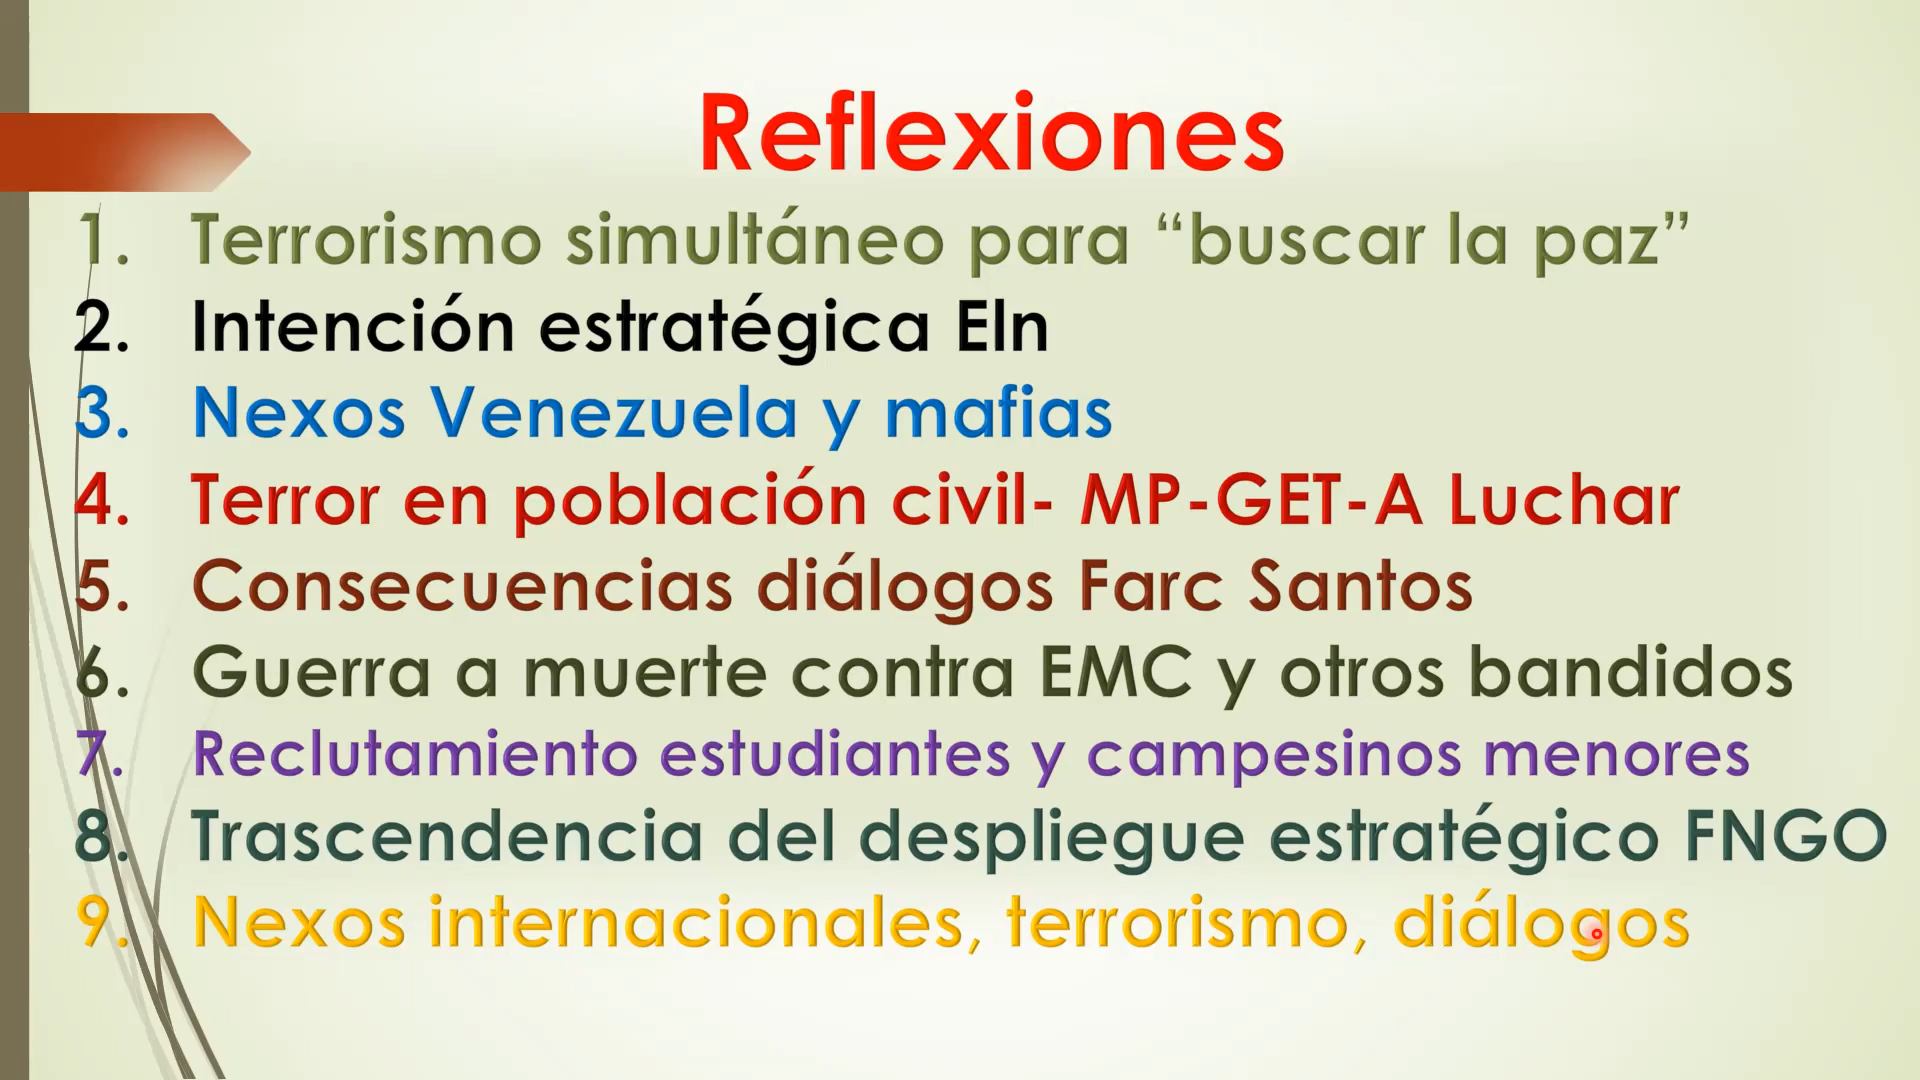 Reflexiones
1. Terrorismo simultáneo para “buscar la paz”
2. Intención estratégica Eln
3. Nexos Venezuela y mafias
4. Terror en población civil- MP-GET-A Luchar
5. Consecuencias diálogos Farc Santos
6. Guerra a muerte contra EMC y otros bandidos
7. Reclutamiento estudiantes y campesinos menores
8. Trascendencia del despliegue estratégico FNGO
9. Nexos internacionales, terrorismo, diálogos